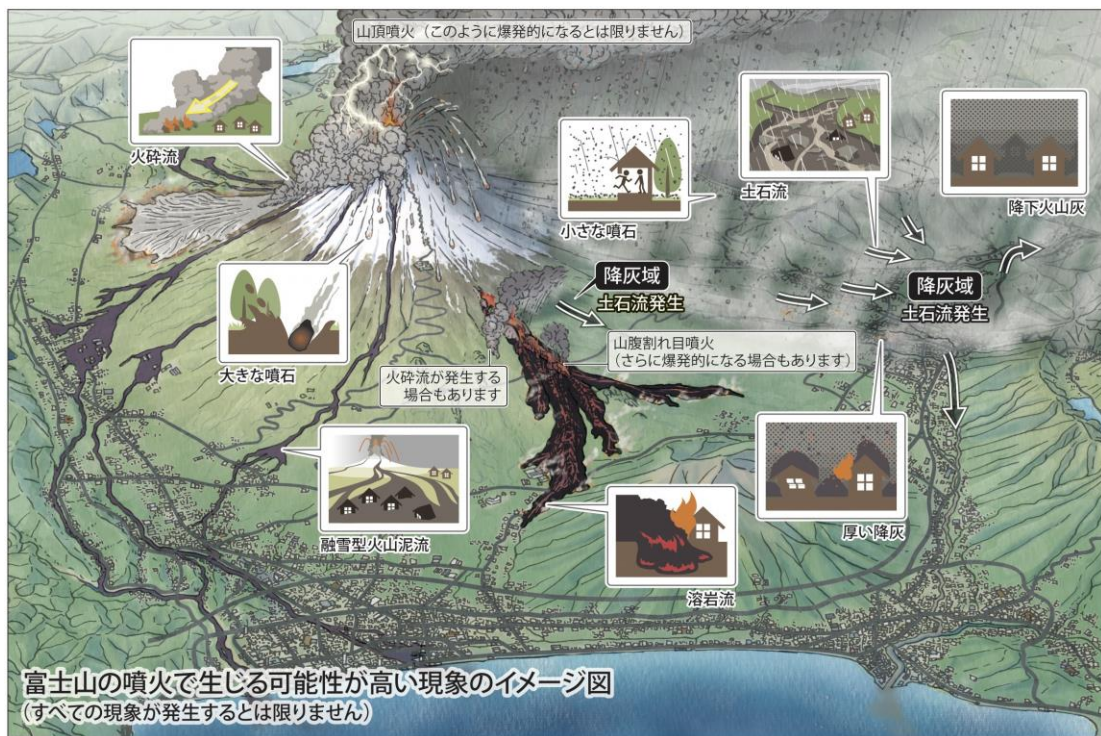 山頂噴火（このように爆発的になるとは限りません）
火砕流
小さな噴石
土石流
降下火山灰
降灰域
土石流発生
降灰域
土石流発生
大きな噴石
火砕流が発生する
場合もあります
山腹割れ目噴火
（さらに爆発的になる場合もあります）
融雪型火山泥流
溶岩流
厚い降灰
富士山の噴火で生じる可能性が高い現象のイメージ図
（すべての現象が発生するとは限りません）